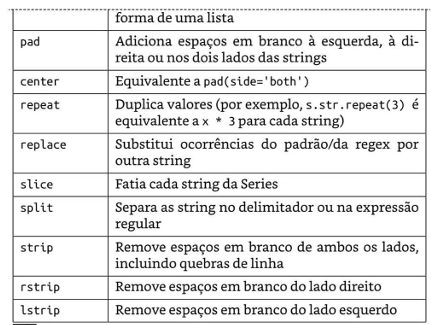 forma de uma lista
pad Adiciona espaços em branco à esquerda, à di-
reita ou nos dois lados das strings
center Equivalente a pad(side='both')
repeat Duplica valores (por exemplo, s.str.repeat(3) é
equivalente a x * 3 para cada string)
replace Substitui ocorrências do padrão/da regex por
outra string
slice Fatia cada string da Series
split Separa as string no delimitador ou na expressão
regular
strip Remove espaços em branco de ambos os lados,
incluindo quebras de linha
rstrip Remove espaços em branco do lado direito
lstrip Remove espaços em branco do lado esquerdo